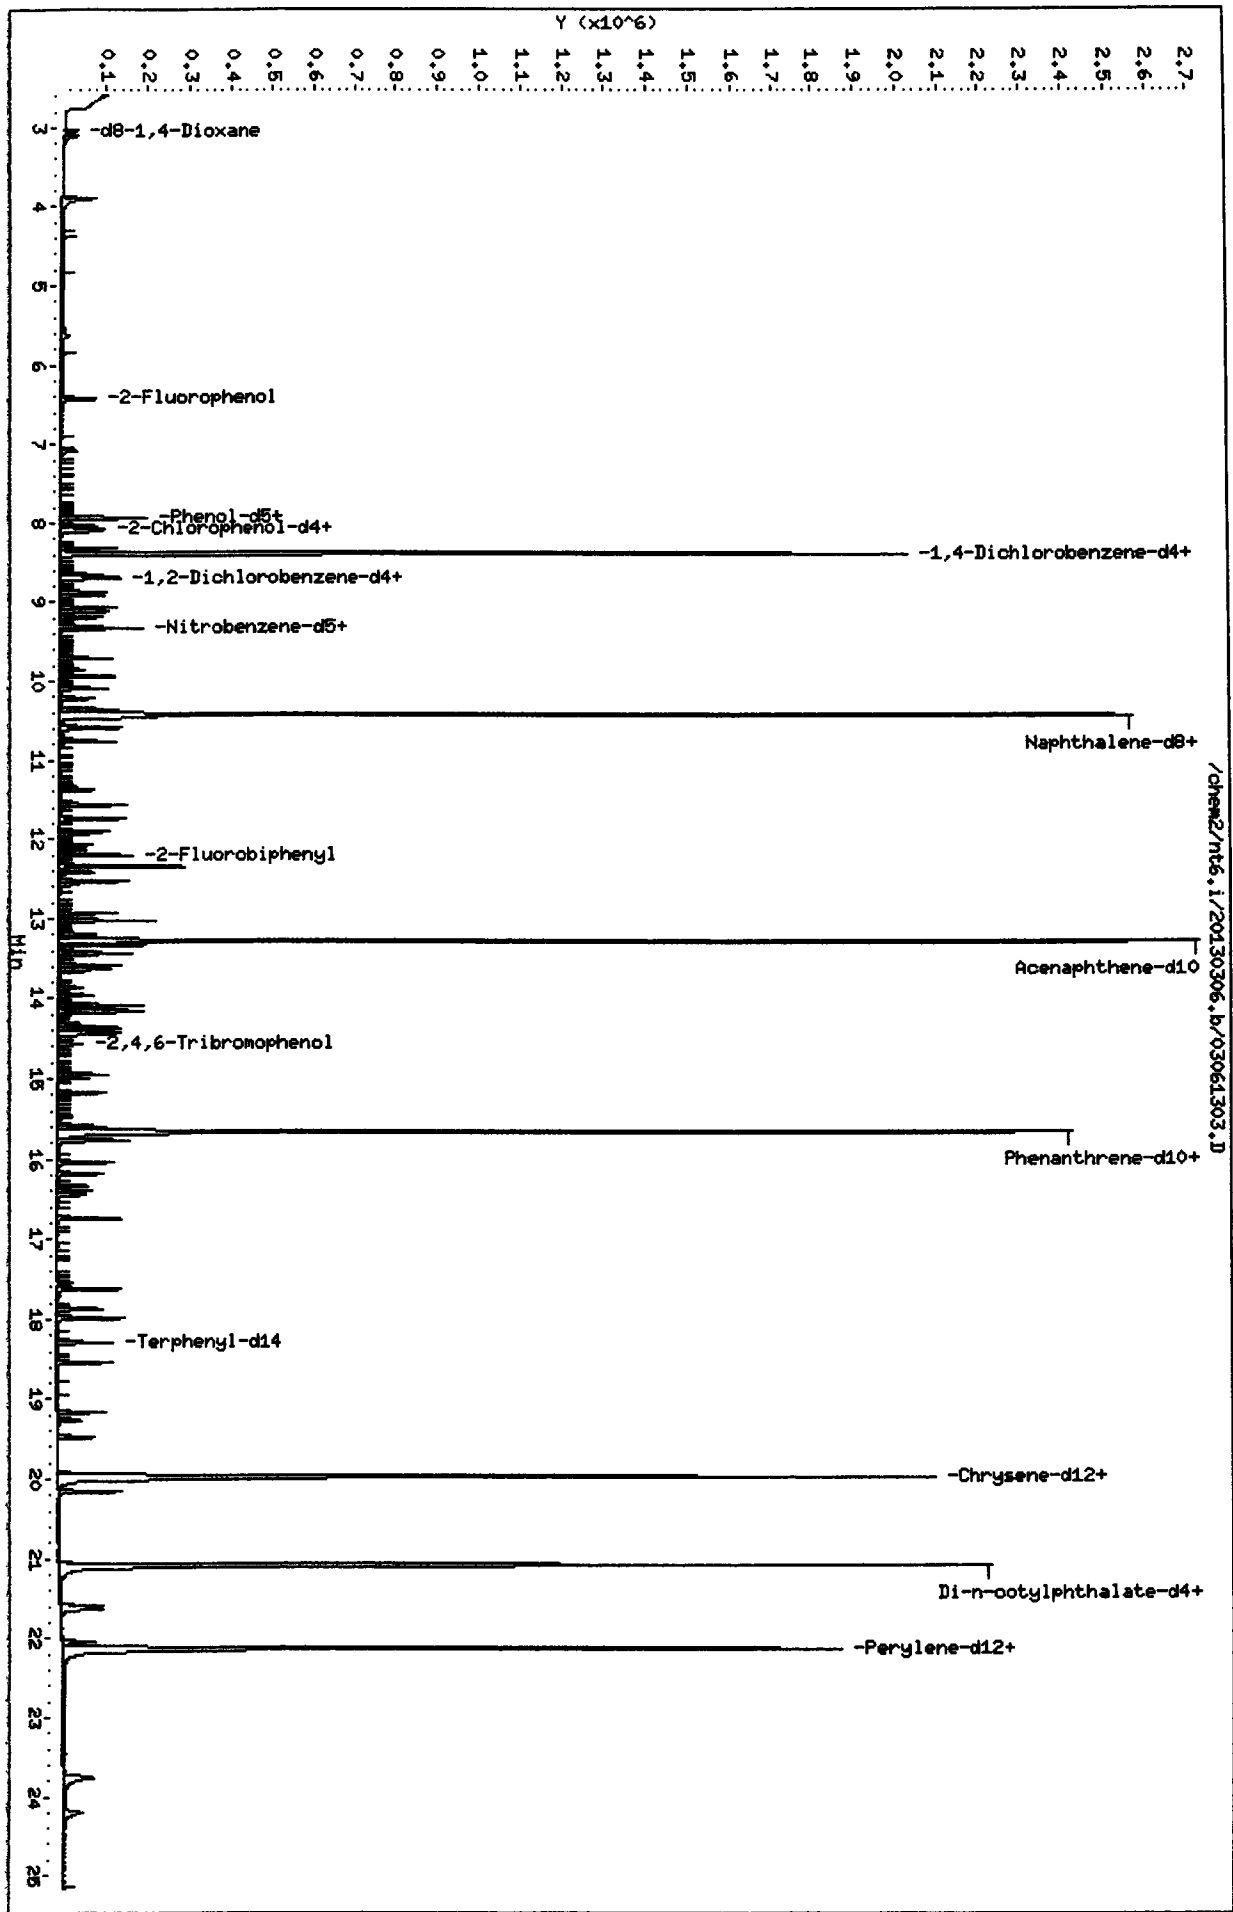 /chem2/nt6.i/20130306.b/03061303.D
Y (x10^6)
2.7
2.6
2.5
2.4
2.3
2.2
2.1
2.0
1.9
1.8
1.7
1.6
1.5
1.4
1.3
1.2
1.1
1.0
0.9
0.8
0.7
0.6
0.5
0.4
0.3
0.2
0.1
-d8-1,4-Dioxane
-2-Fluorophenol
-Phenol-d5+
-2-Chlorophenol-d4+
-1,4-Dichlorobenzene-d4+
-1,2-Dichlorobenzene-d4+
-Nitrobenzene-d5+
Naphthalene-d8+
-2-Fluorobiphenyl
Acenaphthene-d10
-2,4,6-Tribromophenol
Phenanthrene-d10+
-Terphenyl-d14
-Chrysene-d12+
Di-n-octylphthalate-d4+
-Perylene-d12+
3
4
5
6
7
8
9
10
11
12
13
14
15
16
17
18
19
20
21
22
23
24
25
Min